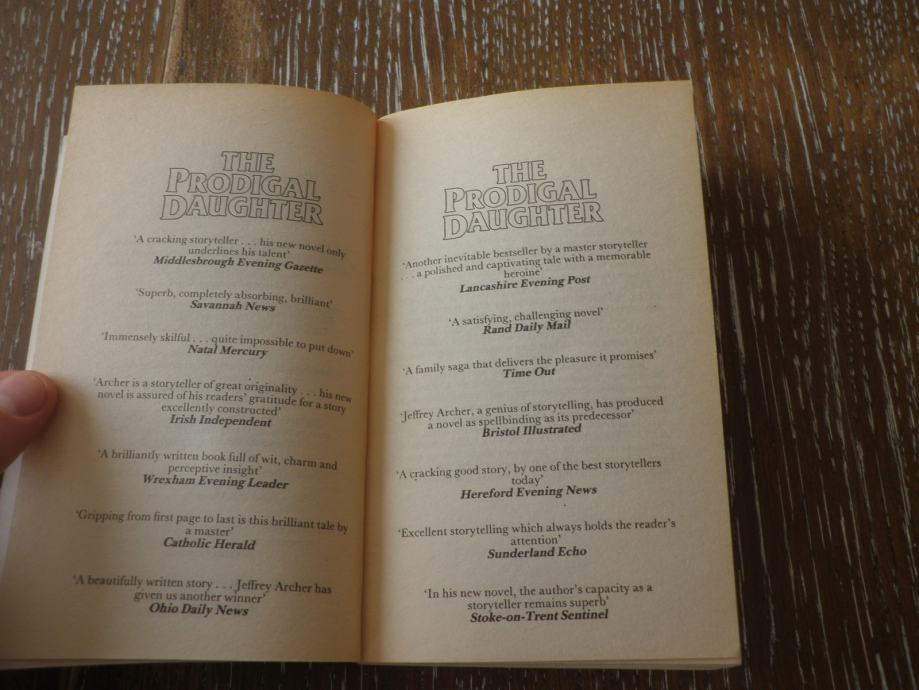 THE
PRODIGAL
DAUGHTER
'A cracking storyteller . . . his new novel only
underlines his talent'
Middlesbrough Evening Gazette
'Superb, completely absorbing, brilliant'
Savannah News
'Immensely skilful . . . quite impossible to put down'
Natal Mercury
'Archer is a storyteller of great originality . . . his new
novel is assured of his readers' gratitude for a story
excellently constructed'
Irish Independent
'A brilliantly written book full of wit, charm and
perceptive insight'
Wrexham Evening Leader
'Gripping from first page to last is this brilliant tale by
a master'
Catholic Herald
'A beautifully written story . . . Jeffrey Archer has
given us another winner'
Ohio Daily News
THE
PRODIGAL
DAUGHTER
'Another inevitable bestseller by a master storyteller
. . . a polished and captivating tale with a memorable
heroine'
Lancashire Evening Post
'A satisfying, challenging novel'
Rand Daily Mail
'A family saga that delivers the pleasure it promises'
Time Out
'Jeffrey Archer, a genius of storytelling, has produced
a novel as spellbinding as its predecessor'
Bristol Illustrated
'A cracking good story, by one of the best storytellers
today'
Hereford Evening News
'Excellent storytelling which always holds the reader's
attention'
Sunderland Echo
'In his new novel, the author's capacity as a
storyteller remains superb'
Stoke-on-Trent Sentinel